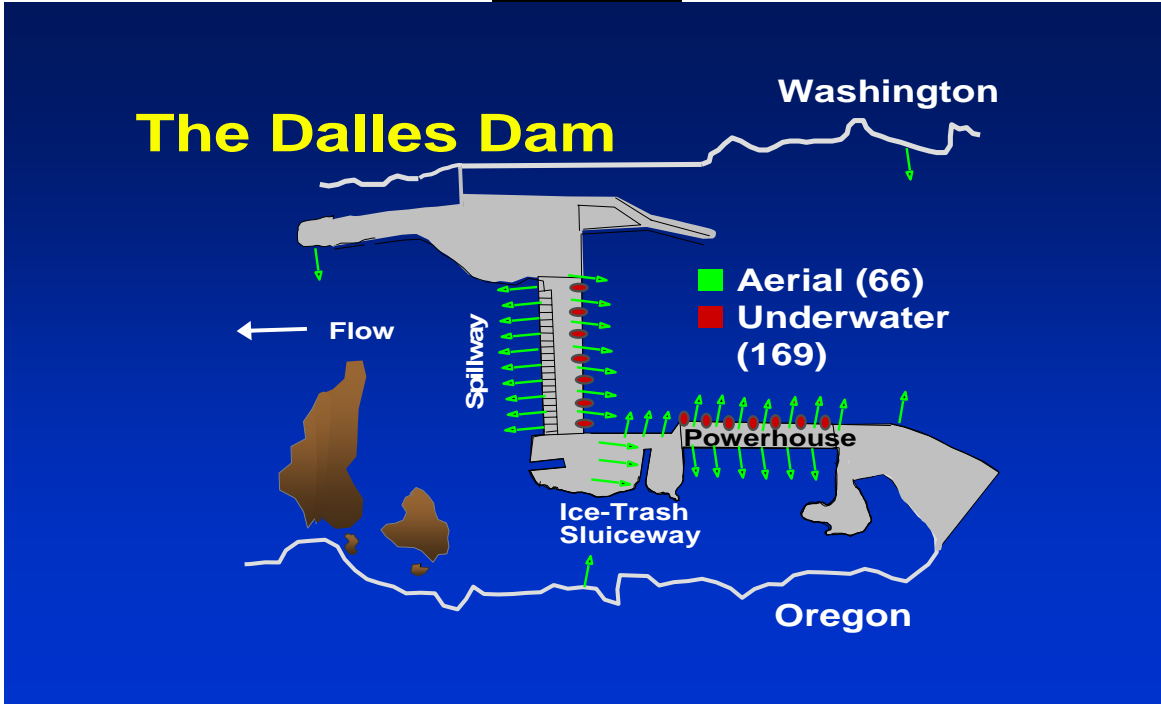 Washington
The Dalles Dam
Aerial (66)
Underwater
(169)
Flow
Spillway
Powerhouse
Ice-Trash
Sluiceway
Oregon